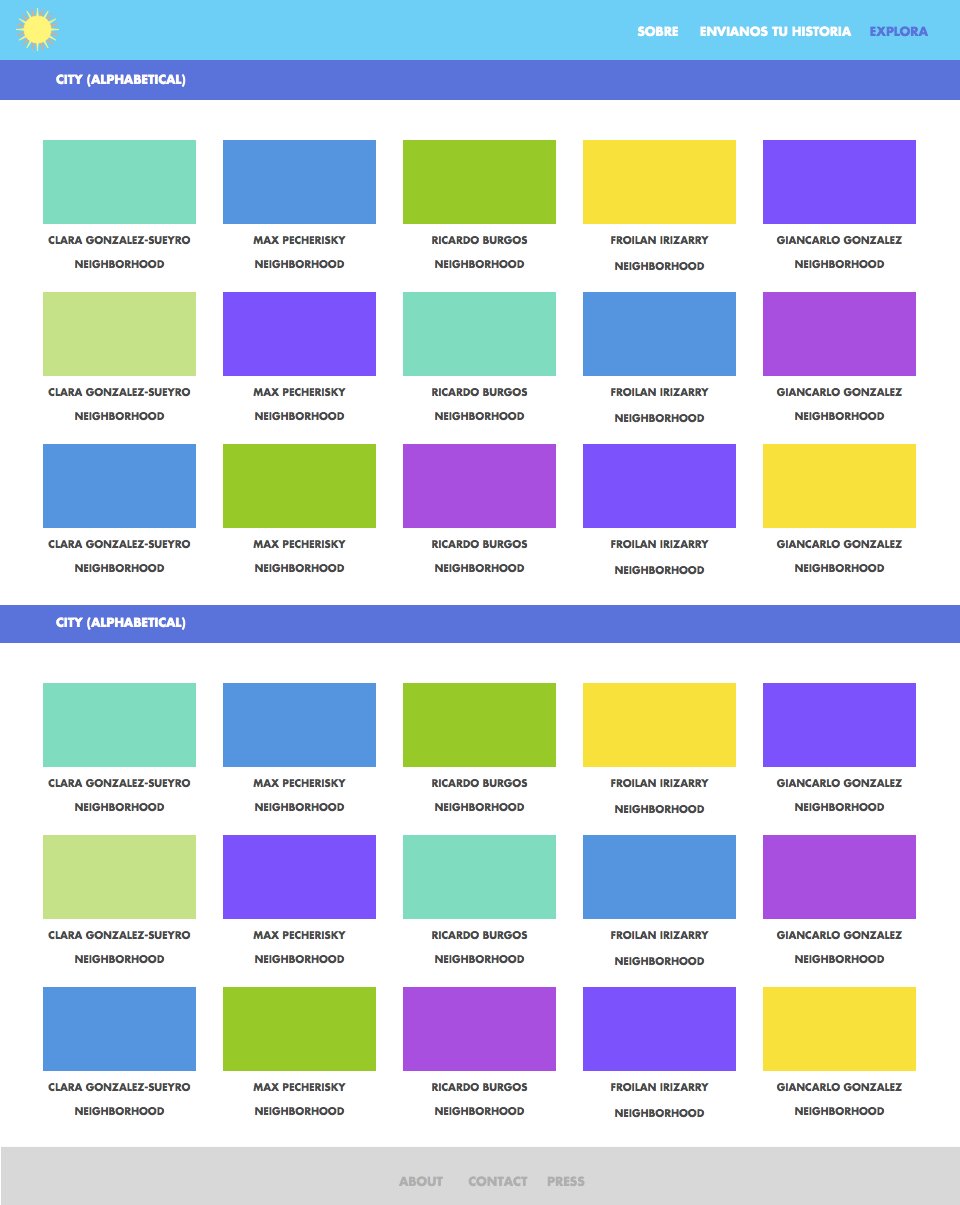 SOBRE ENVIANOS TU HISTORIA EXPLORA
CITY (ALPHABETICAL)
CLARA GONZALEZ-SUEYRO MAX PECHERISKY RICARDO BURGOS FROILAN IRIZARRY GIANCARLO GONZALEZ
NEIGHBORHOOD NEIGHBORHOOD NEIGHBORHOOD NEIGHBORHOOD NEIGHBORHOOD
CLARA GONZALEZ-SUEYRO MAX PECHERISKY RICARDO BURGOS FROILAN IRIZARRY GIANCARLO GONZALEZ
NEIGHBORHOOD NEIGHBORHOOD NEIGHBORHOOD NEIGHBORHOOD NEIGHBORHOOD
CLARA GONZALEZ-SUEYRO MAX PECHERISKY RICARDO BURGOS FROILAN IRIZARRY GIANCARLO GONZALEZ
NEIGHBORHOOD NEIGHBORHOOD NEIGHBORHOOD NEIGHBORHOOD NEIGHBORHOOD
CITY (ALPHABETICAL)
CLARA GONZALEZ-SUEYRO MAX PECHERISKY RICARDO BURGOS FROILAN IRIZARRY GIANCARLO GONZALEZ
NEIGHBORHOOD NEIGHBORHOOD NEIGHBORHOOD NEIGHBORHOOD NEIGHBORHOOD
CLARA GONZALEZ-SUEYRO MAX PECHERISKY RICARDO BURGOS FROILAN IRIZARRY GIANCARLO GONZALEZ
NEIGHBORHOOD NEIGHBORHOOD NEIGHBORHOOD NEIGHBORHOOD NEIGHBORHOOD
CLARA GONZALEZ-SUEYRO MAX PECHERISKY RICARDO BURGOS FROILAN IRIZARRY GIANCARLO GONZALEZ
NEIGHBORHOOD NEIGHBORHOOD NEIGHBORHOOD NEIGHBORHOOD NEIGHBORHOOD
ABOUT CONTACT PRESS